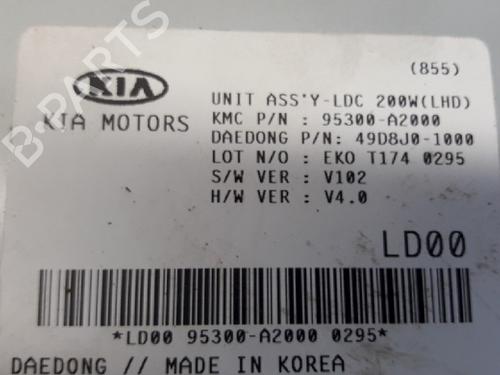 (855)
KIA
KIA MOTORS
UNIT ASS'Y-LDC 200W(LHD)
KMC P/N : 95300-A2000
DAEDONG P/N: 49D8J0-1000
LOT N/O : EKO T174 0295
S/W VER : V102
H/W VER : V4.0
LD00
*LD00 95300-A2000 0295*
DAEDONG // MADE IN KOREA
B-PARTS